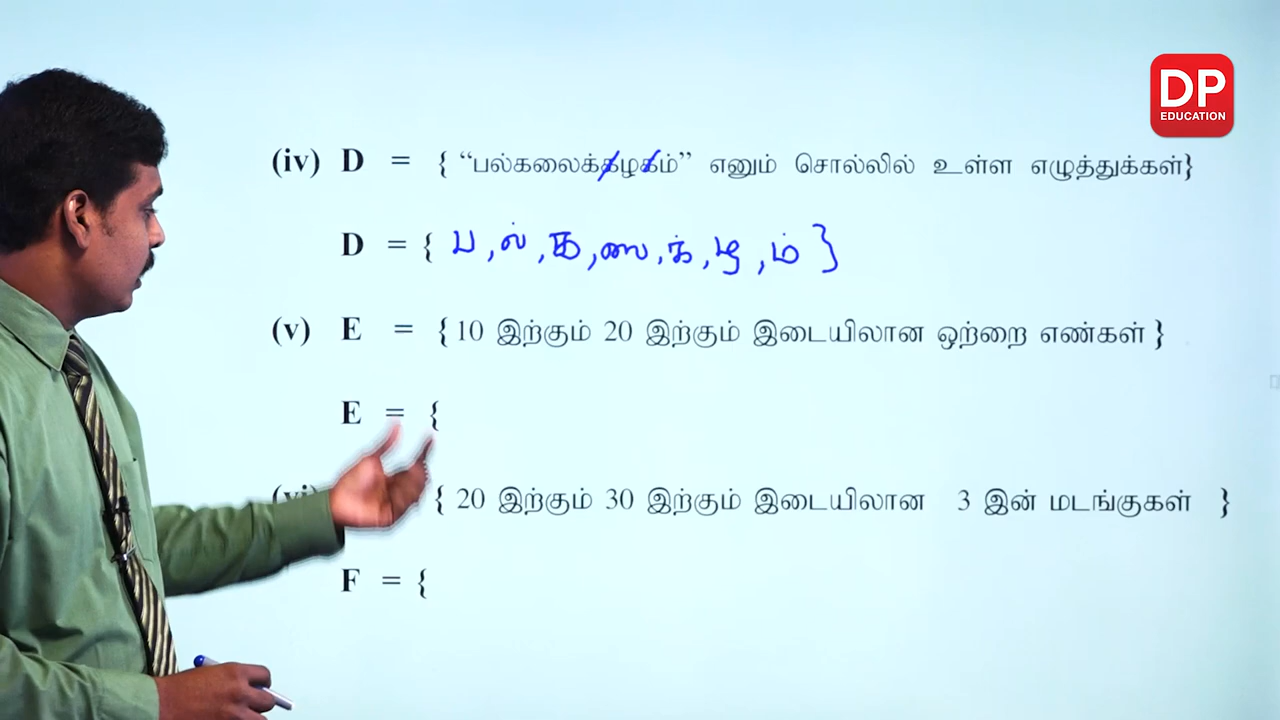 DP
EDUCATION
(iv) D = { “பல்கலைக்கழகம்” எனும் சொல்லில் உள்ள எழுத்துக்கள்}
D = { ப , ல் , க , லை , க் , ழ , ம் }
(v) E = { 10 இற்கும் 20 இற்கும் இடையிலான ஒற்றை எண்கள் }
E = {
(vi) { 20 இற்கும் 30 இற்கும் இடையிலான 3 இன் மடங்குகள் }
F = {